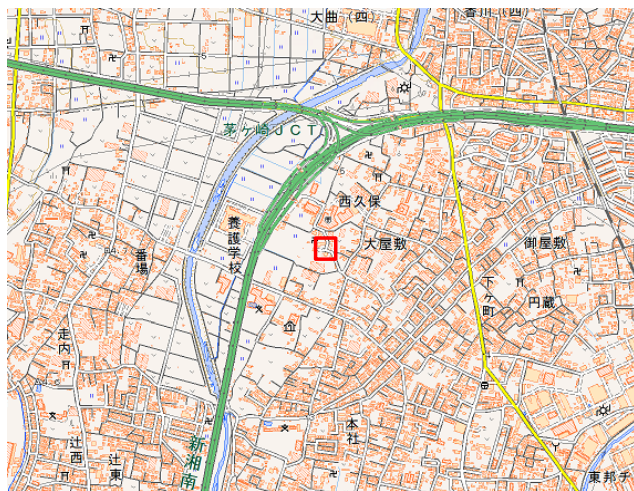 大曲（四）
香川（四）
茅ヶ崎ＪＣＴ
西久保
養護学校
大屋敷
御屋敷
番場
下ヶ町
円蔵
走内
本社
新湘南
辻西
辻東
東邦チ